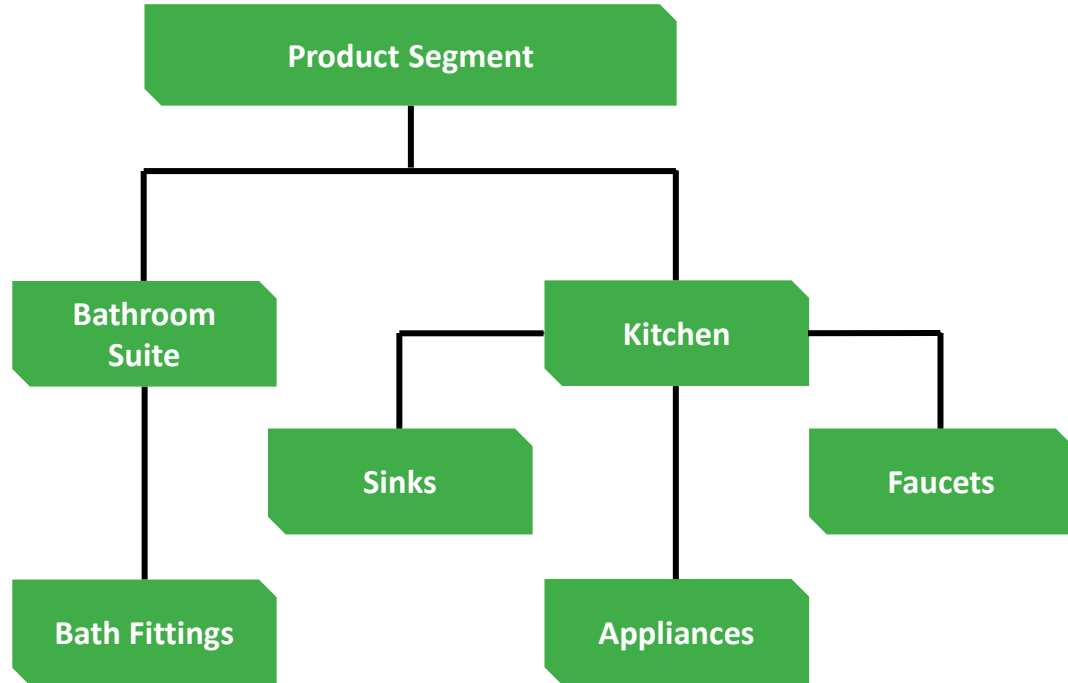 Product Segment
Bathroom
Suite
Kitchen
Sinks
Faucets
Bath Fittings
Appliances